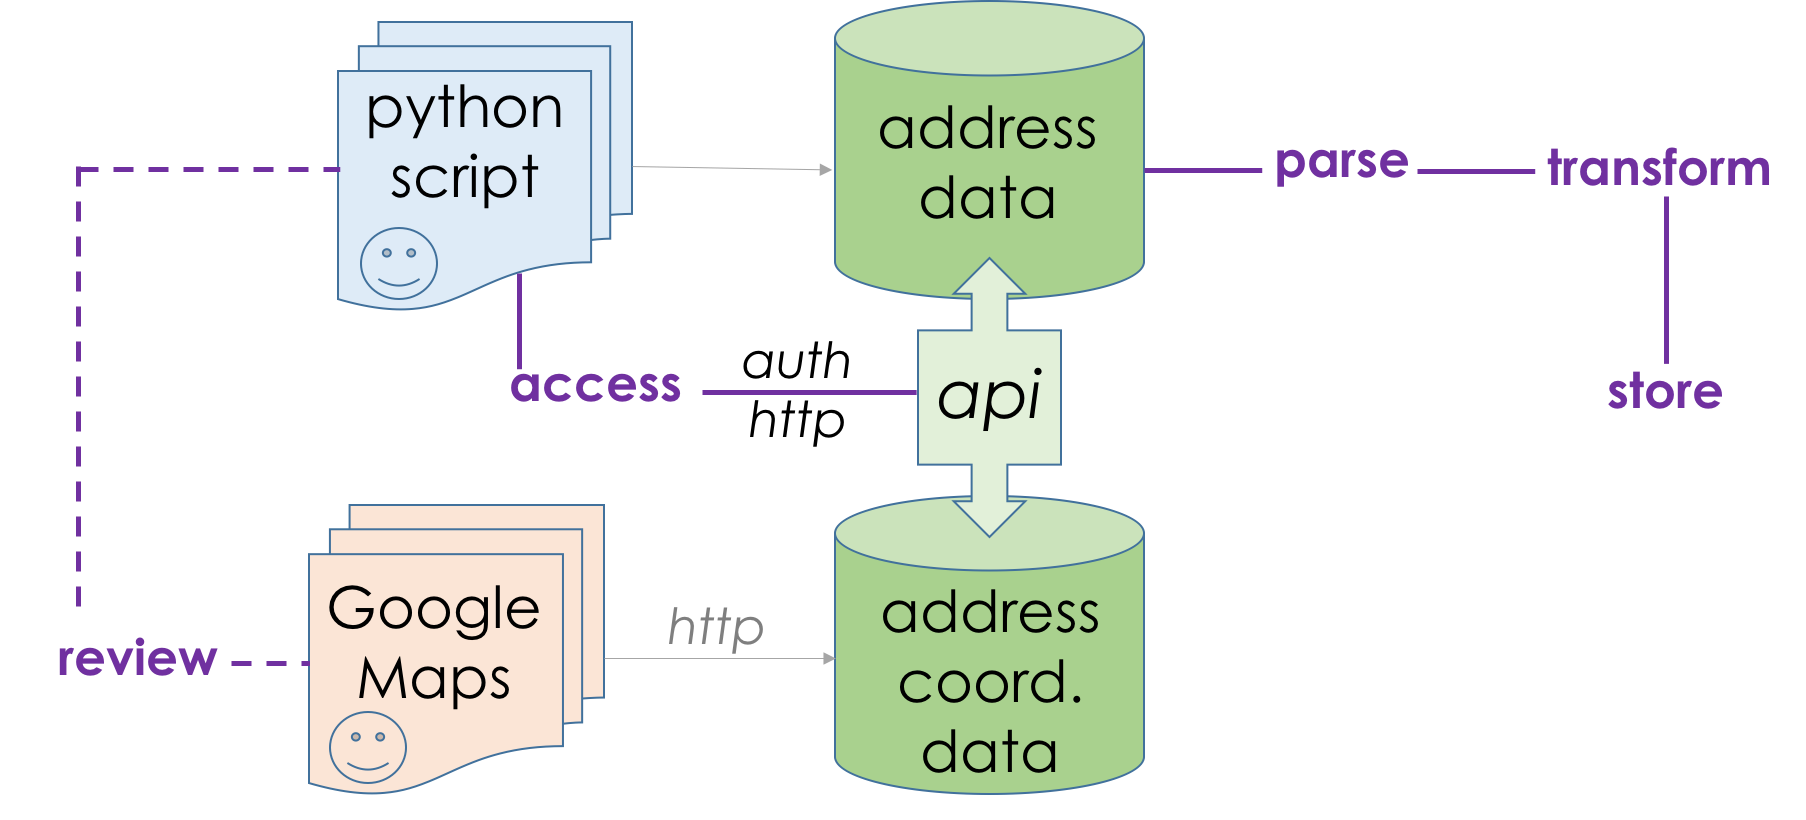 python
script
address
data
parse
transform
access
auth
http
api
store
Google
Maps
http
address
coord.
data
review